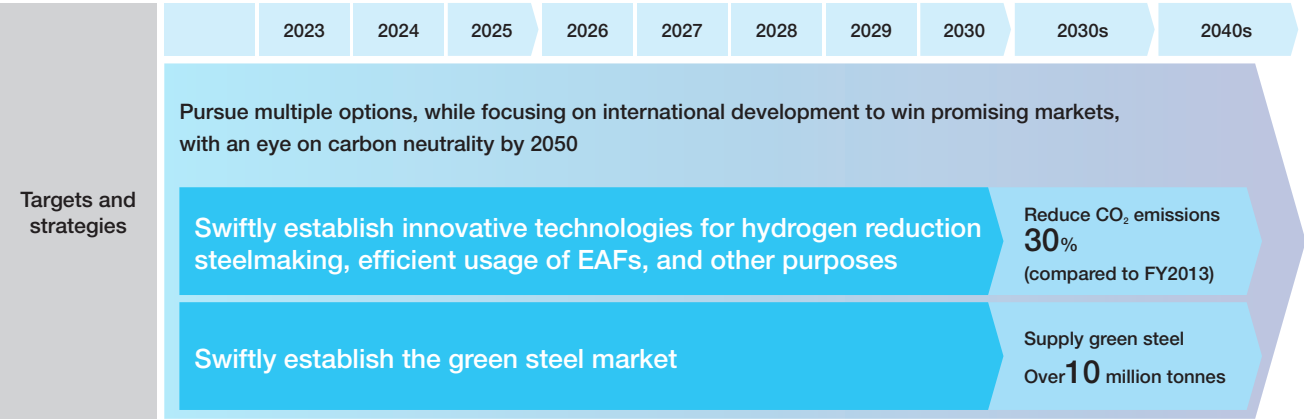 2023 2024 2025 2026 2027 2028 2029 2030 2030s 2040s
Targets and
strategies
Pursue multiple options, while focusing on international development to win promising markets,
with an eye on carbon neutrality by 2050
Swiftly establish innovative technologies for hydrogen reduction
steelmaking, efficient usage of EAFs, and other purposes
Reduce CO₂ emissions
30%
(compared to FY2013)
Swiftly establish the green steel market
Supply green steel
Over 10 million tonnes